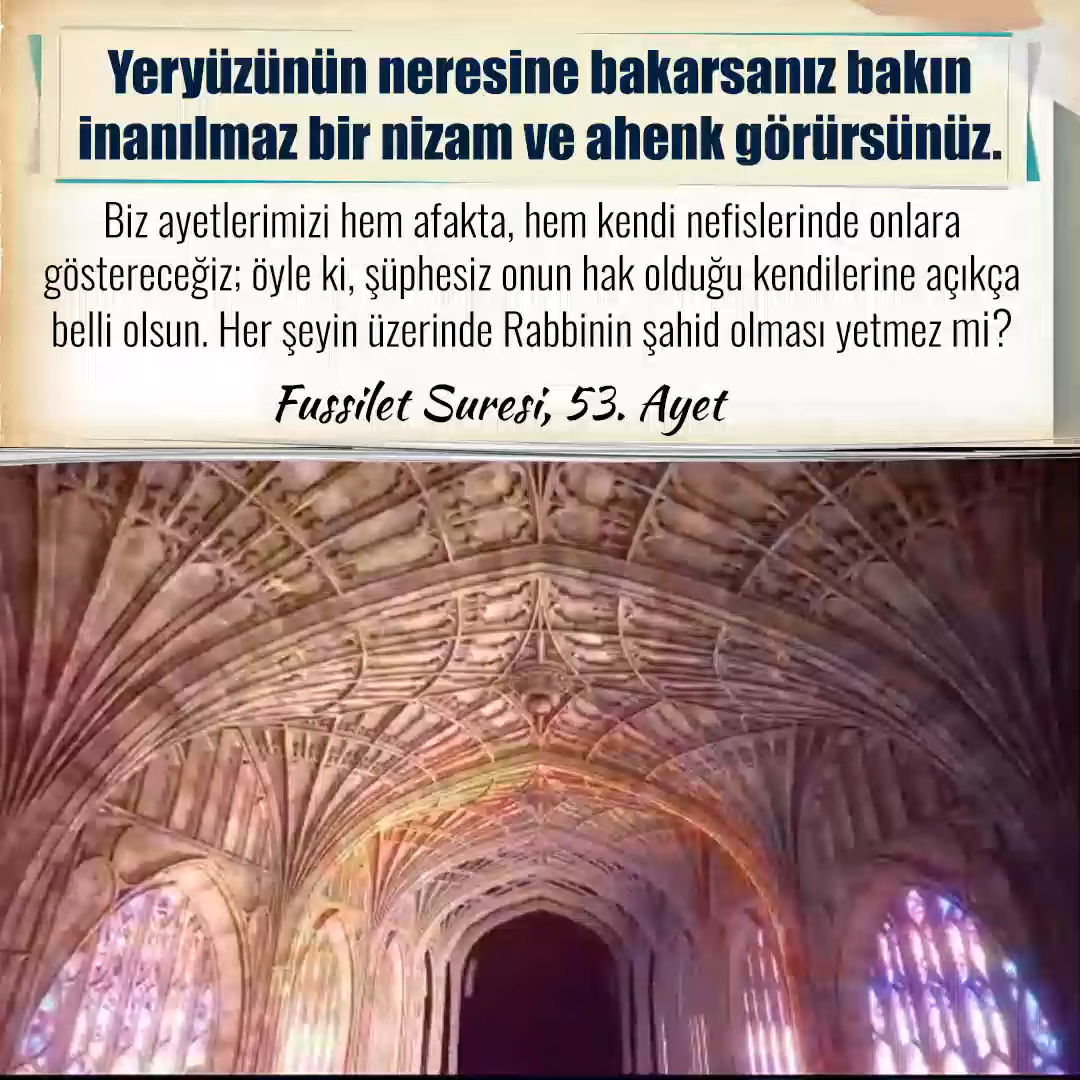 Yeryüzünün neresine bakarsanız bakın
inanılmaz bir nizam ve ahenk görürsünüz.
Biz ayetlerimizi hem afakta, hem kendi nefislerinde onlara
göstereceğiz; öyle ki, şüphesiz onun hak olduğu kendilerine açıkça
belli olsun. Her şeyin üzerinde Rabbinin şahid olması yetmez mi?
Fussilet Suresi, 53. Ayet